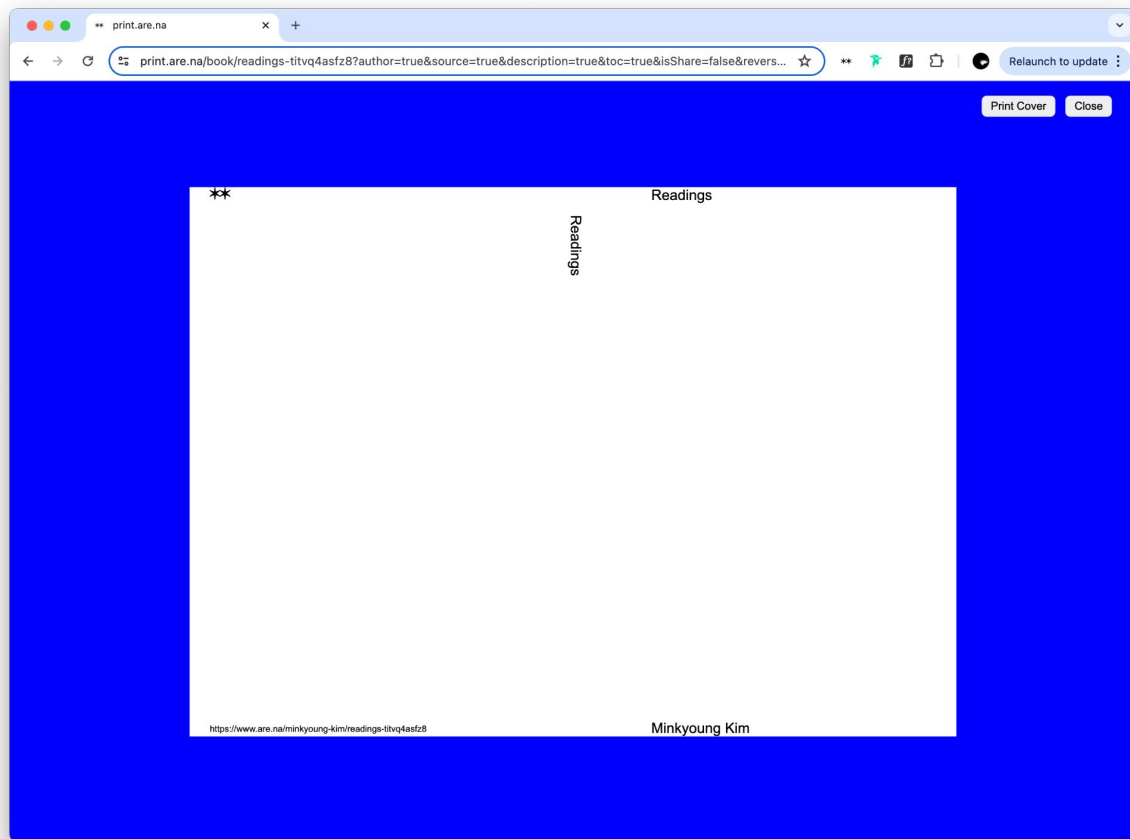 ** print.are.na
print.are.na/book/readings-titvq4asfz8?author=true&source=true&description=true&toc=true&isShare=false&revers...
** f? Relaunch to update
Print Cover Close
** Readings
Readings
https://www.are.na/minkyoung-kim/readings-titvq4asfz8 Minkyoung Kim